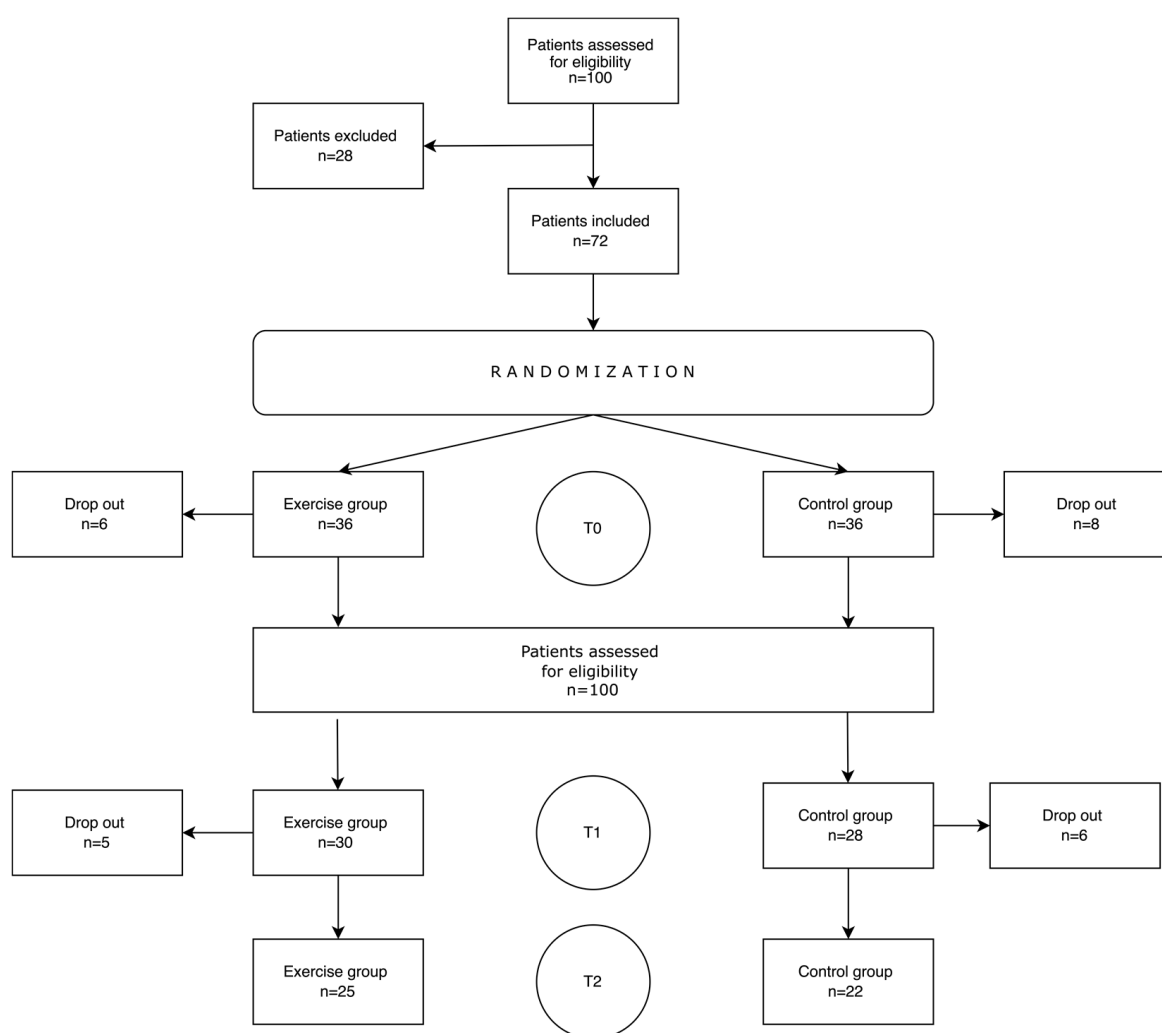 Patients assessed
for eligibility
n=100
Patients excluded
n=28
Patients included
n=72
R A N D O M I Z A T I O N
Drop out
n=6
Exercise group
n=36
T0
Control group
n=36
Drop out
n=8
Patients assessed
for eligibility
n=100
Drop out
n=5
Exercise group
n=30
T1
Control group
n=28
Drop out
n=6
Exercise group
n=25
T2
Control group
n=22